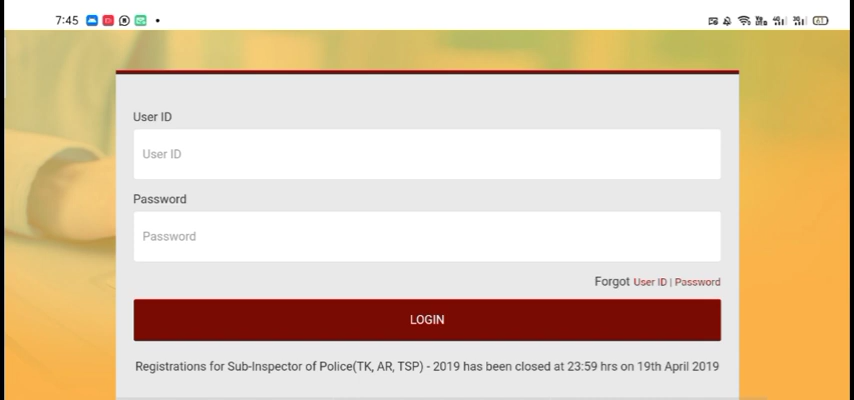 7:45
User ID
User ID
Password
Password
Forgot User ID | Password
LOGIN
Registrations for Sub-Inspector of Police(TK, AR, TSP) - 2019 has been closed at 23:59 hrs on 19th April 2019